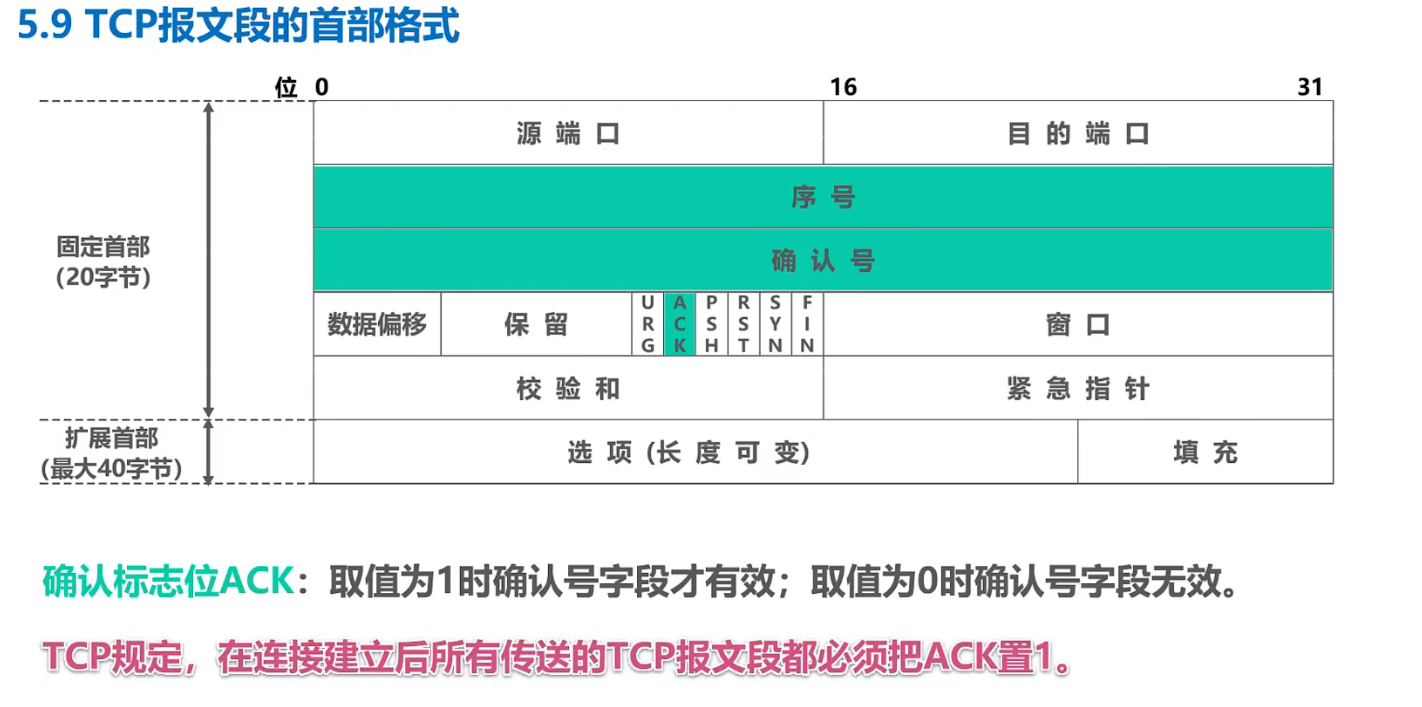 5.9 TCP报文段的首部格式
位 0 16 31
源 端 口 目 的 端 口
序 号
固定首部
(20字节)
确 认 号
数据偏移 保 留 URG ACK PSH RST SYN FIN 窗 口
校 验 和 紧 急 指 针
扩展首部
(最大40字节)
选 项 (长 度 可 变) 填 充
确认标志位ACK：取值为1时确认号字段才有效；取值为0时确认号字段无效。
TCP规定，在连接建立后所有传送的TCP报文段都必须把ACK置1。